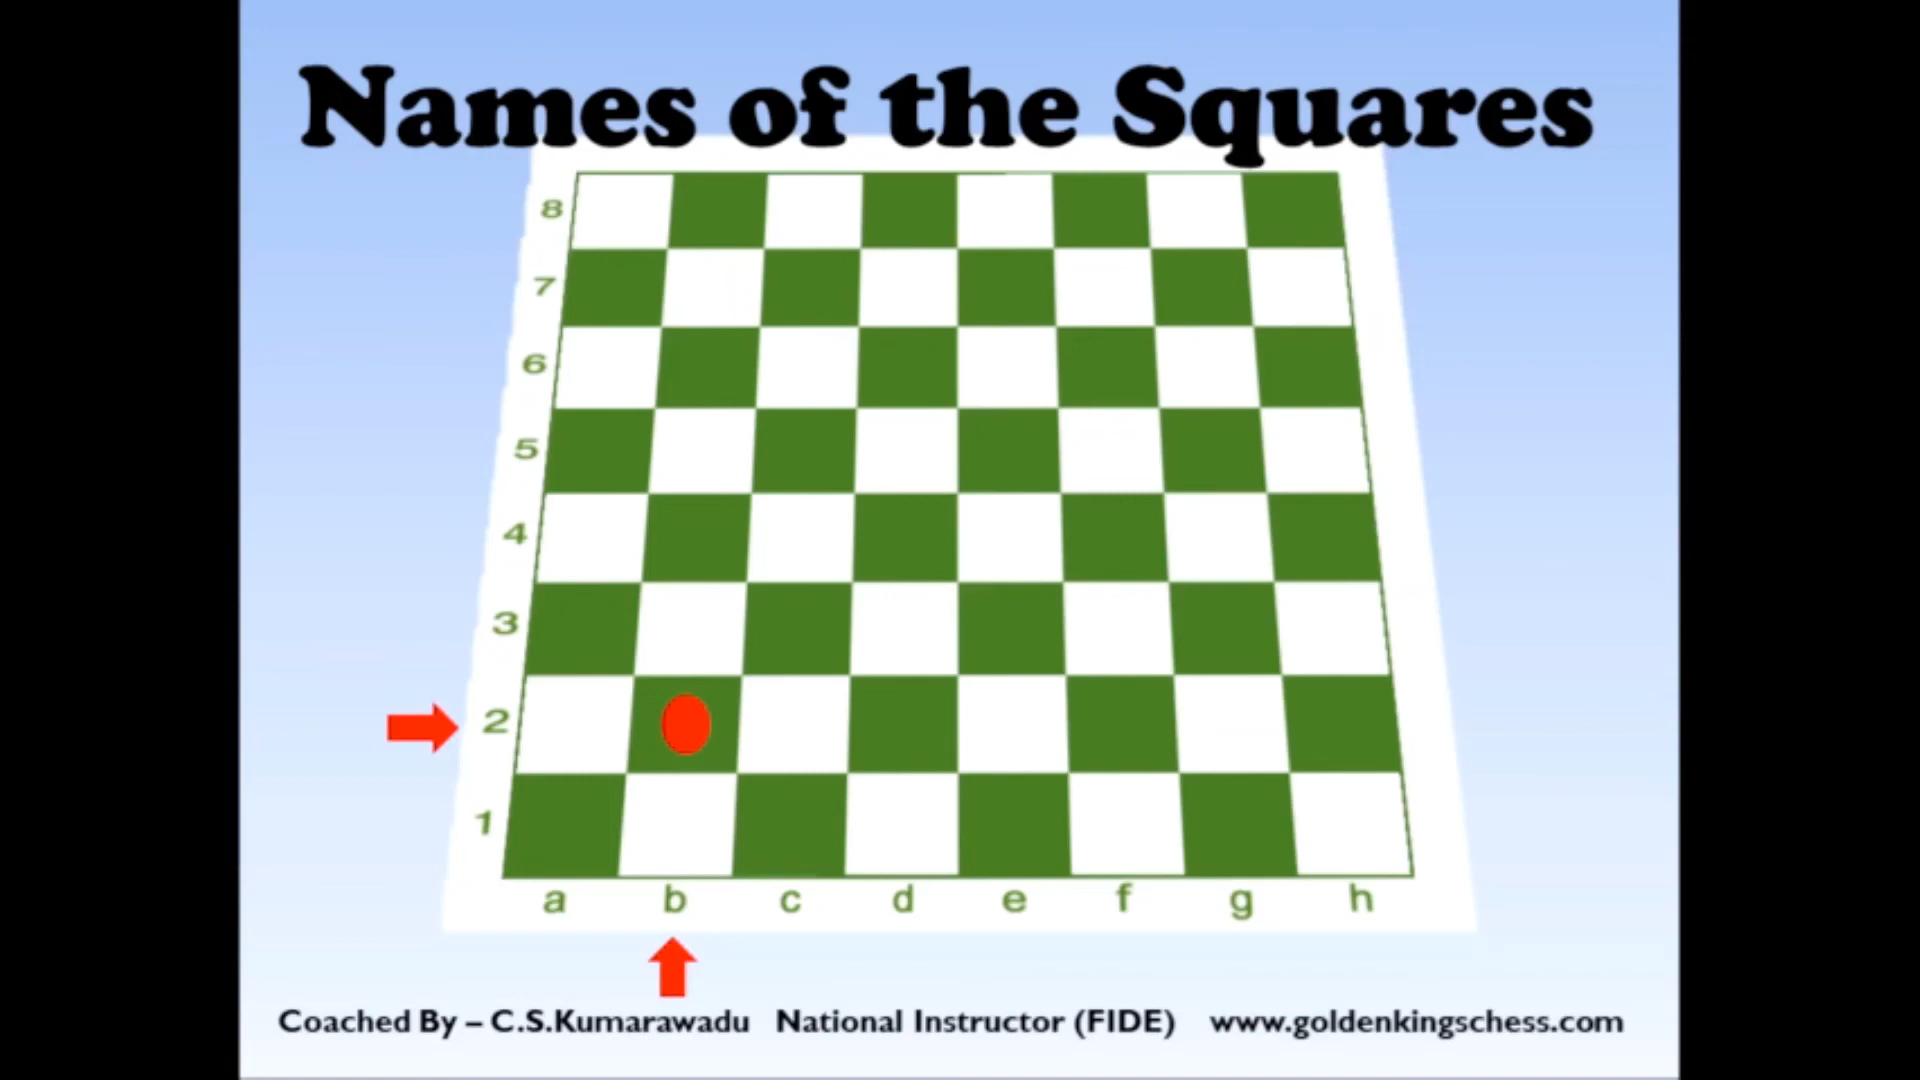 Names of the Squares
8
7
6
5
4
3
2
1
a b c d e f g h
Coached By – C.S.Kumarawadu National Instructor (FIDE) www.goldenkingschess.com